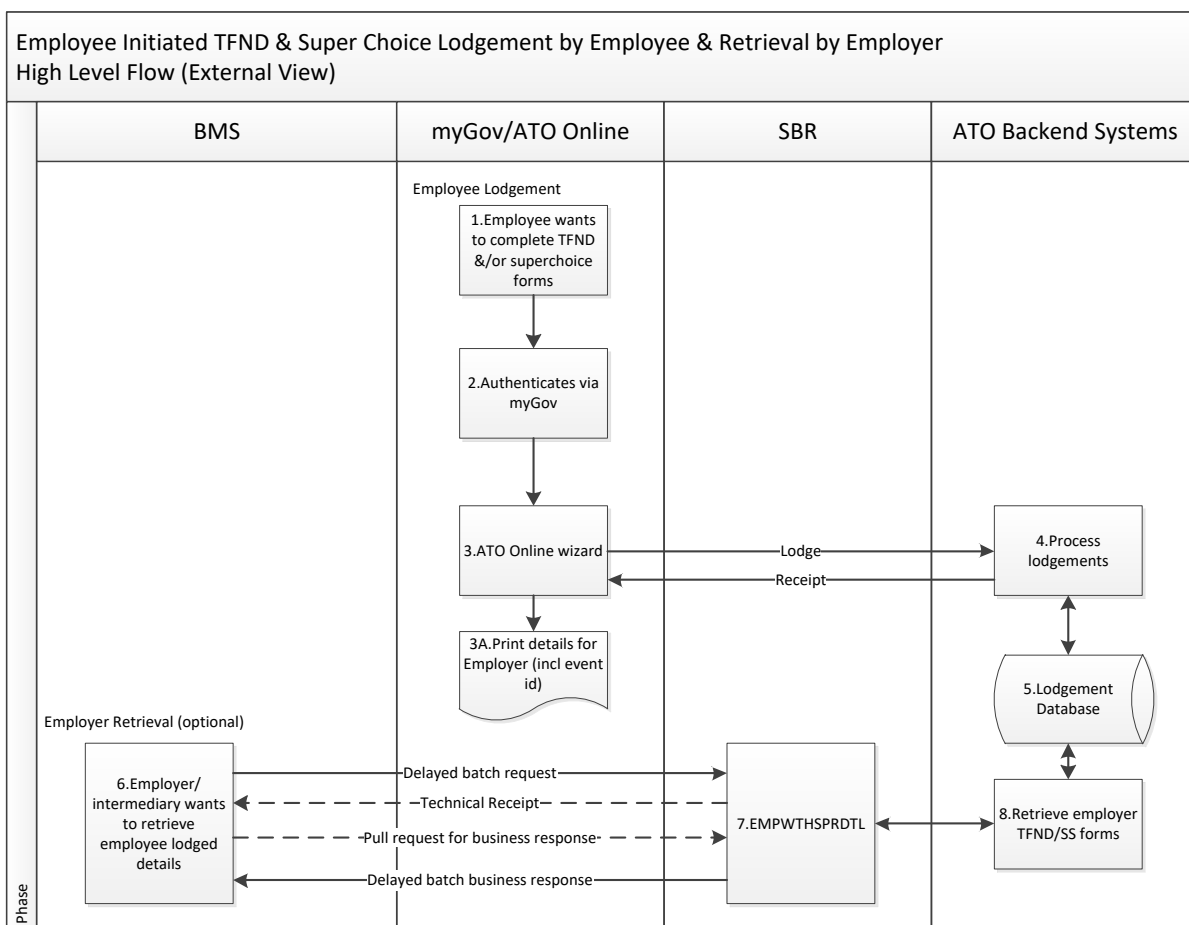 Employee Initiated TFND & Super Choice Lodgement by Employee & Retrieval by Employer
High Level Flow (External View)
BMS
myGov/ATO Online
SBR
ATO Backend Systems
Employee Lodgement
1.Employee wants
to complete TFND
&/or superchoice
forms
2.Authenticates via
myGov
3.ATO Online wizard
Lodge
Receipt
4.Process
lodgements
3A.Print details for
Employer (incl event
id)
5.Lodgement
Database
Employer Retrieval (optional)
6.Employer/
intermediary wants
to retrieve
employee lodged
details
Delayed batch request
Technical Receipt
Pull request for business response
Delayed batch business response
7.EMPWTHSPRDTL
8.Retrieve employer
TFND/SS forms
Phase